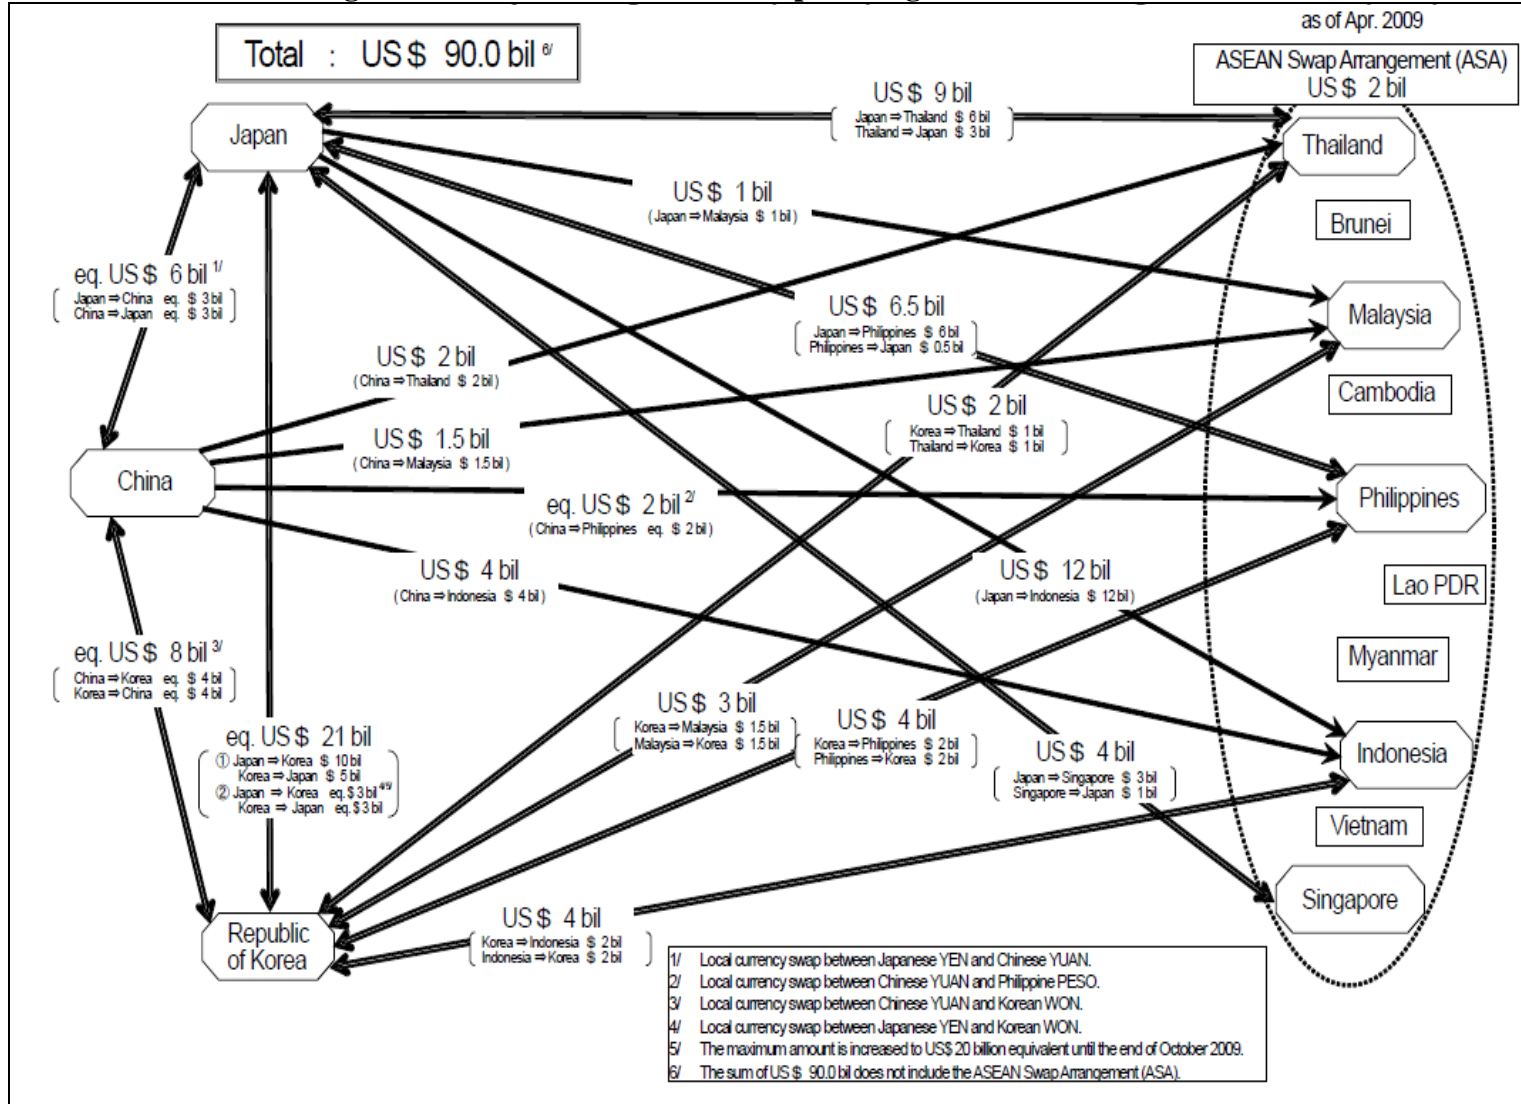 as of Apr. 2009
Total : US $ 90.0 bil 6/
ASEAN Swap Arrangement (ASA)
US $ 2 bil
US $ 9 bil
Japan ⇒ Thailand $ 6 bil
Thailand ⇒ Japan $ 3 bil
Japan
Thailand
US $ 1 bil
( Japan ⇒ Malaysia $ 1 bil )
Brunei
eq. US $ 6 bil 1/
Japan ⇒ China eq. $ 3 bil
China ⇒ Japan eq. $ 3 bil
US $ 6.5 bil
Japan ⇒ Philippines $ 6 bil
Philippines ⇒ Japan $ 0.5 bil
Malaysia
US $ 2 bil
( China ⇒ Thailand $ 2 bil )
Cambodia
US $ 2 bil
Korea ⇒ Thailand $ 1 bil
Thailand ⇒ Korea $ 1 bil
US $ 1.5 bil
( China ⇒ Malaysia $ 1.5 bil )
China
eq. US $ 2 bil 2/
( China ⇒ Philippines eq. $ 2 bil )
Philippines
US $ 4 bil
( China ⇒ Indonesia $ 4 bil )
US $ 12 bil
( Japan ⇒ Indonesia $ 12 bil )
Lao PDR
eq. US $ 8 bil 3/
China ⇒ Korea eq. $ 4 bil
Korea ⇒ China eq. $ 4 bil
Myanmar
US $ 3 bil
Korea ⇒ Malaysia $ 1.5 bil
Malaysia ⇒ Korea $ 1.5 bil
US $ 4 bil
Korea ⇒ Philippines $ 2 bil
Philippines ⇒ Korea $ 2 bil
eq. US $ 21 bil
① Japan ⇒ Korea $ 10 bil
Korea ⇒ Japan $ 5 bil
② Japan ⇒ Korea eq. $ 3 bil 4/5/
Korea ⇒ Japan eq. $ 3 bil
US $ 4 bil
Japan ⇒ Singapore $ 3 bil
Singapore ⇒ Japan $ 1 bil
Indonesia
Vietnam
Singapore
US $ 4 bil
Korea ⇒ Indonesia $ 2 bil
Indonesia ⇒ Korea $ 2 bil
Republic
of Korea
1/ Local currency swap between Japanese YEN and Chinese YUAN.
2/ Local currency swap between Chinese YUAN and Philippine PESO.
3/ Local currency swap between Chinese YUAN and Korean WON.
4/ Local currency swap between Japanese YEN and Korean WON.
5/ The maximum amount is increased to US$ 20 billion equivalent until the end of October 2009.
6/ The sum of US $ 90.0 bil does not include the ASEAN Swap Arrangement (ASA).